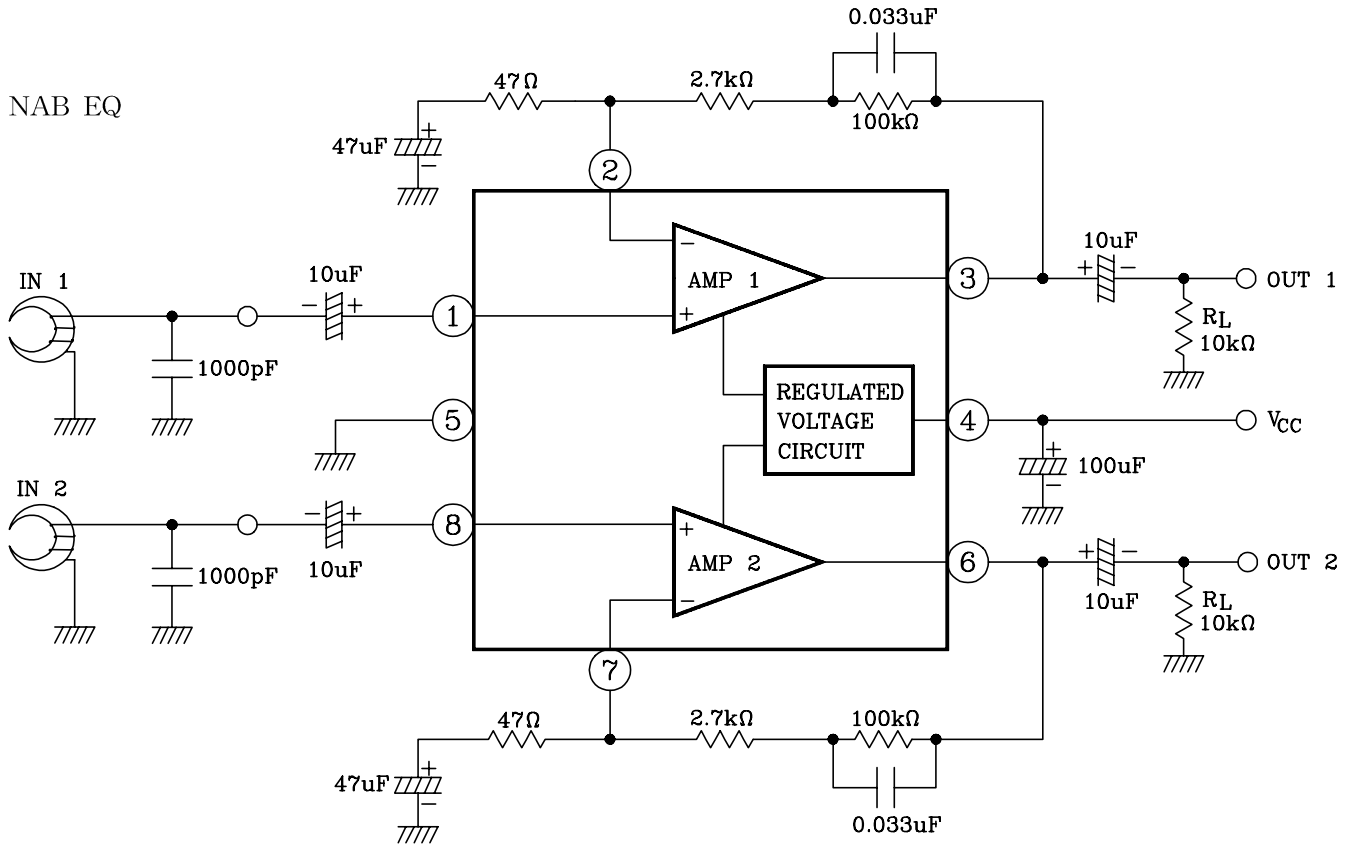 0.033uF
47Ω
2.7kΩ
NAB EQ
100kΩ
+
47uF
−
2
10uF
−
IN 1
10uF
− +
AMP 1
3
+ −
OUT 1
1
+
RL
10kΩ
1000pF
REGULATED
VOLTAGE
CIRCUIT
5
4
VCC
+
100uF
−
IN 2
− +
10uF
8
+
AMP 2
−
6
+ −
10uF
OUT 2
1000pF
RL
10kΩ
7
47Ω
2.7kΩ
100kΩ
+
47uF
−
0.033uF